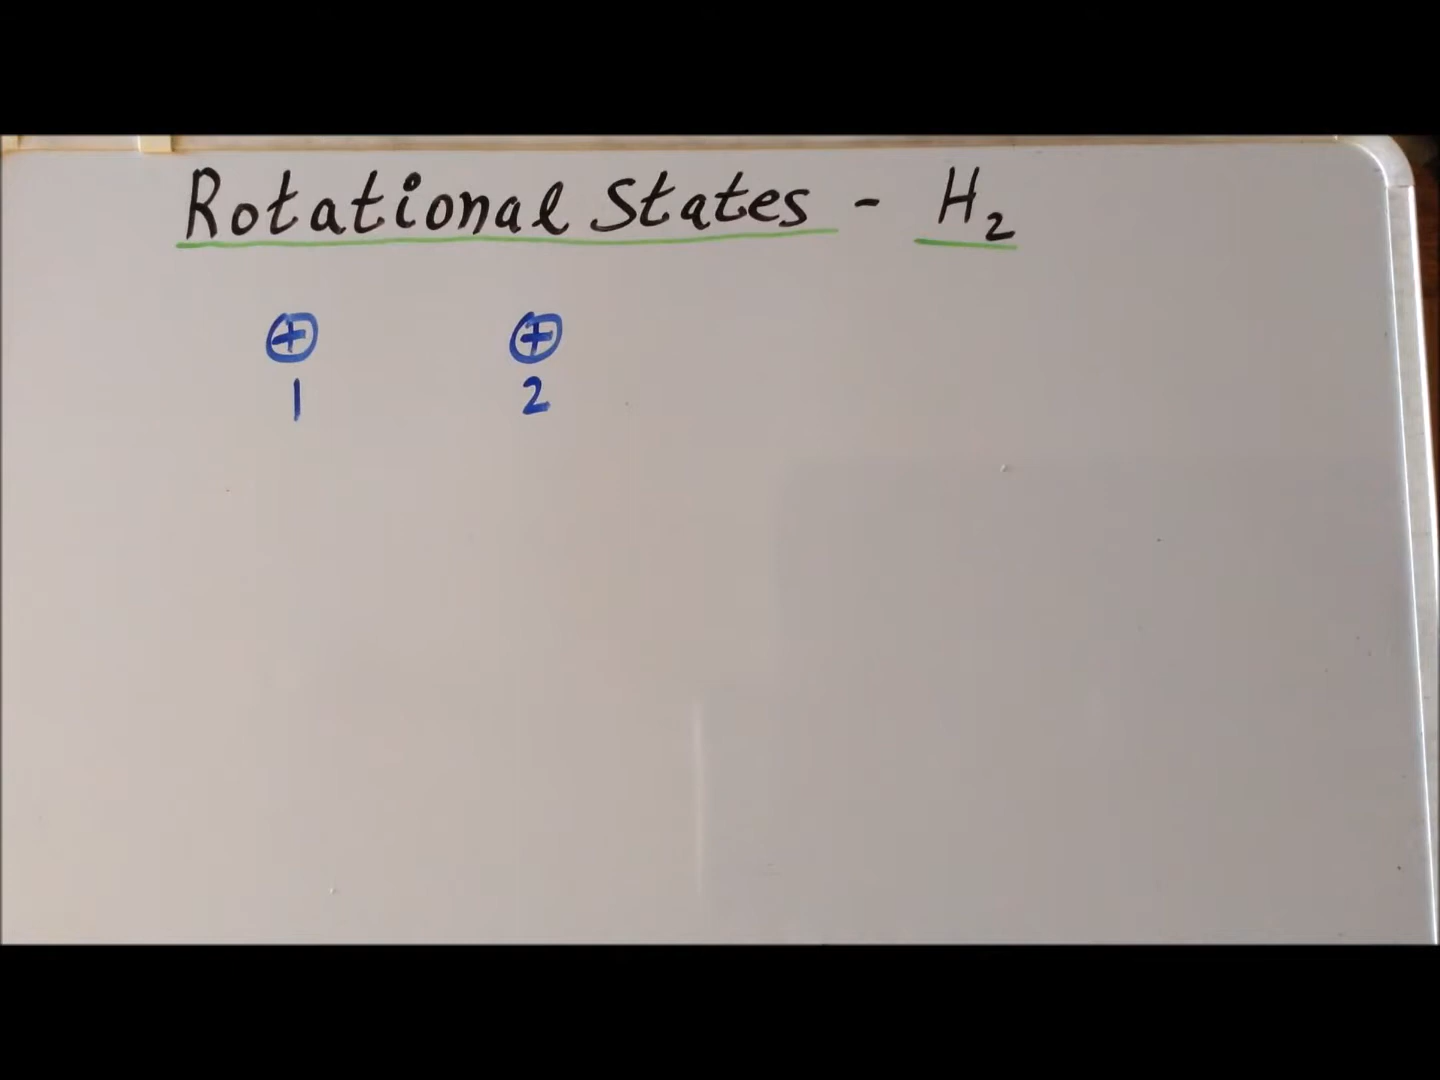 Rotational States - H₂
⊕ ⊕
1 2